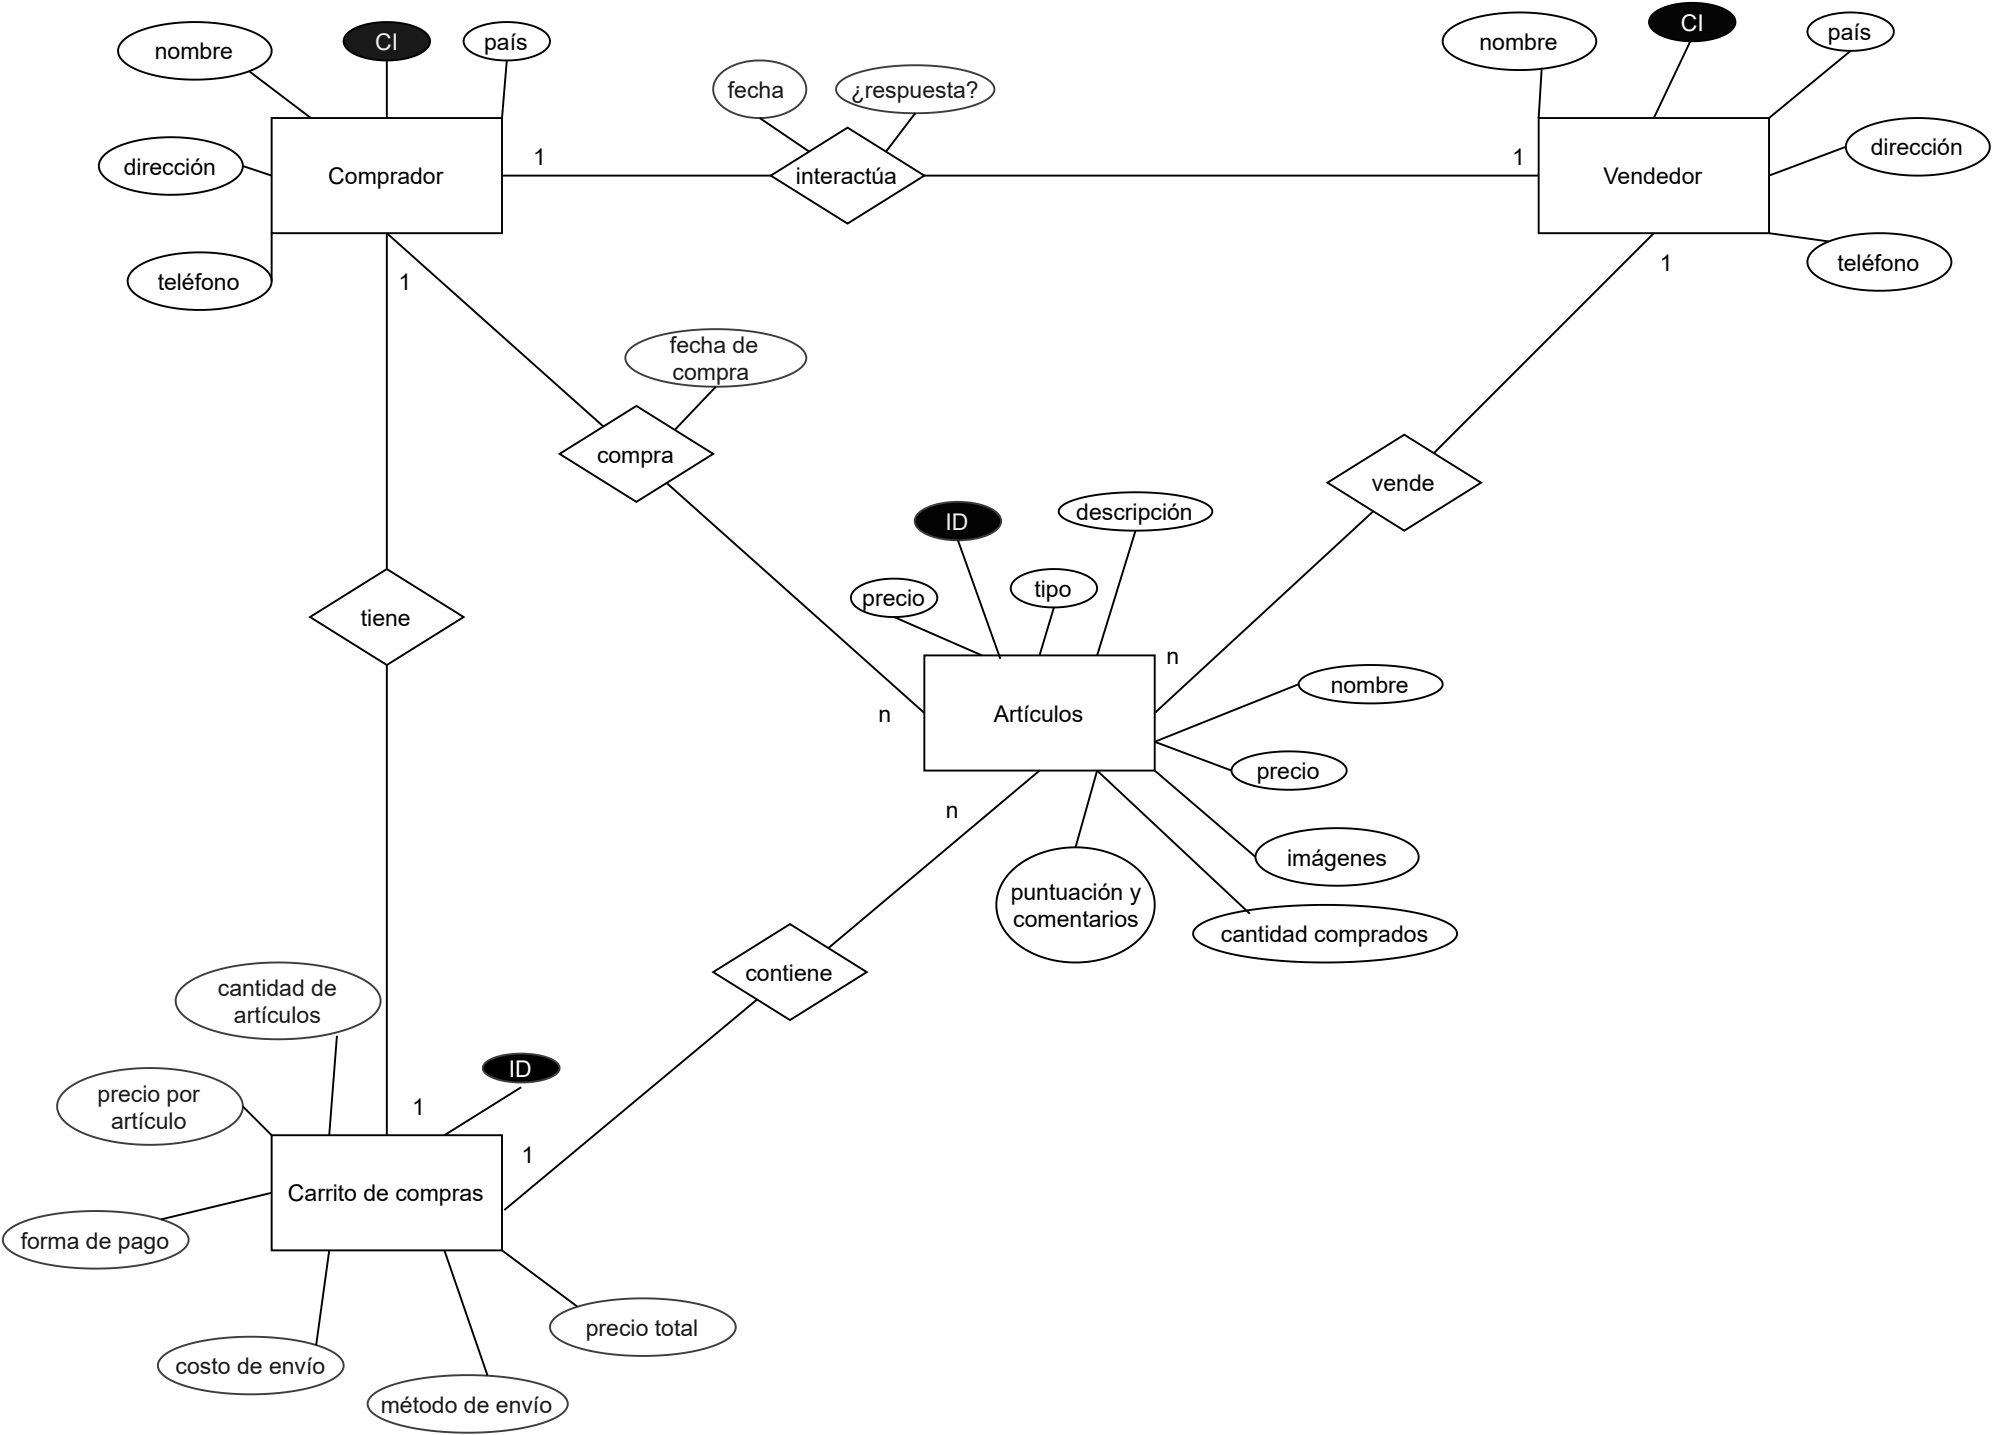 nombre
CI
país
fecha
¿respuesta?
nombre
CI
país
dirección
Comprador
1
interactúa
1
Vendedor
dirección
teléfono
1
1
teléfono
fecha de
compra
compra
vende
ID
descripción
precio
tipo
tiene
n
nombre
n
Artículos
precio
n
imágenes
puntuación y
comentarios
cantidad comprados
contiene
cantidad de
artículos
ID
precio por
artículo
1
1
Carrito de compras
forma de pago
precio total
costo de envío
método de envío